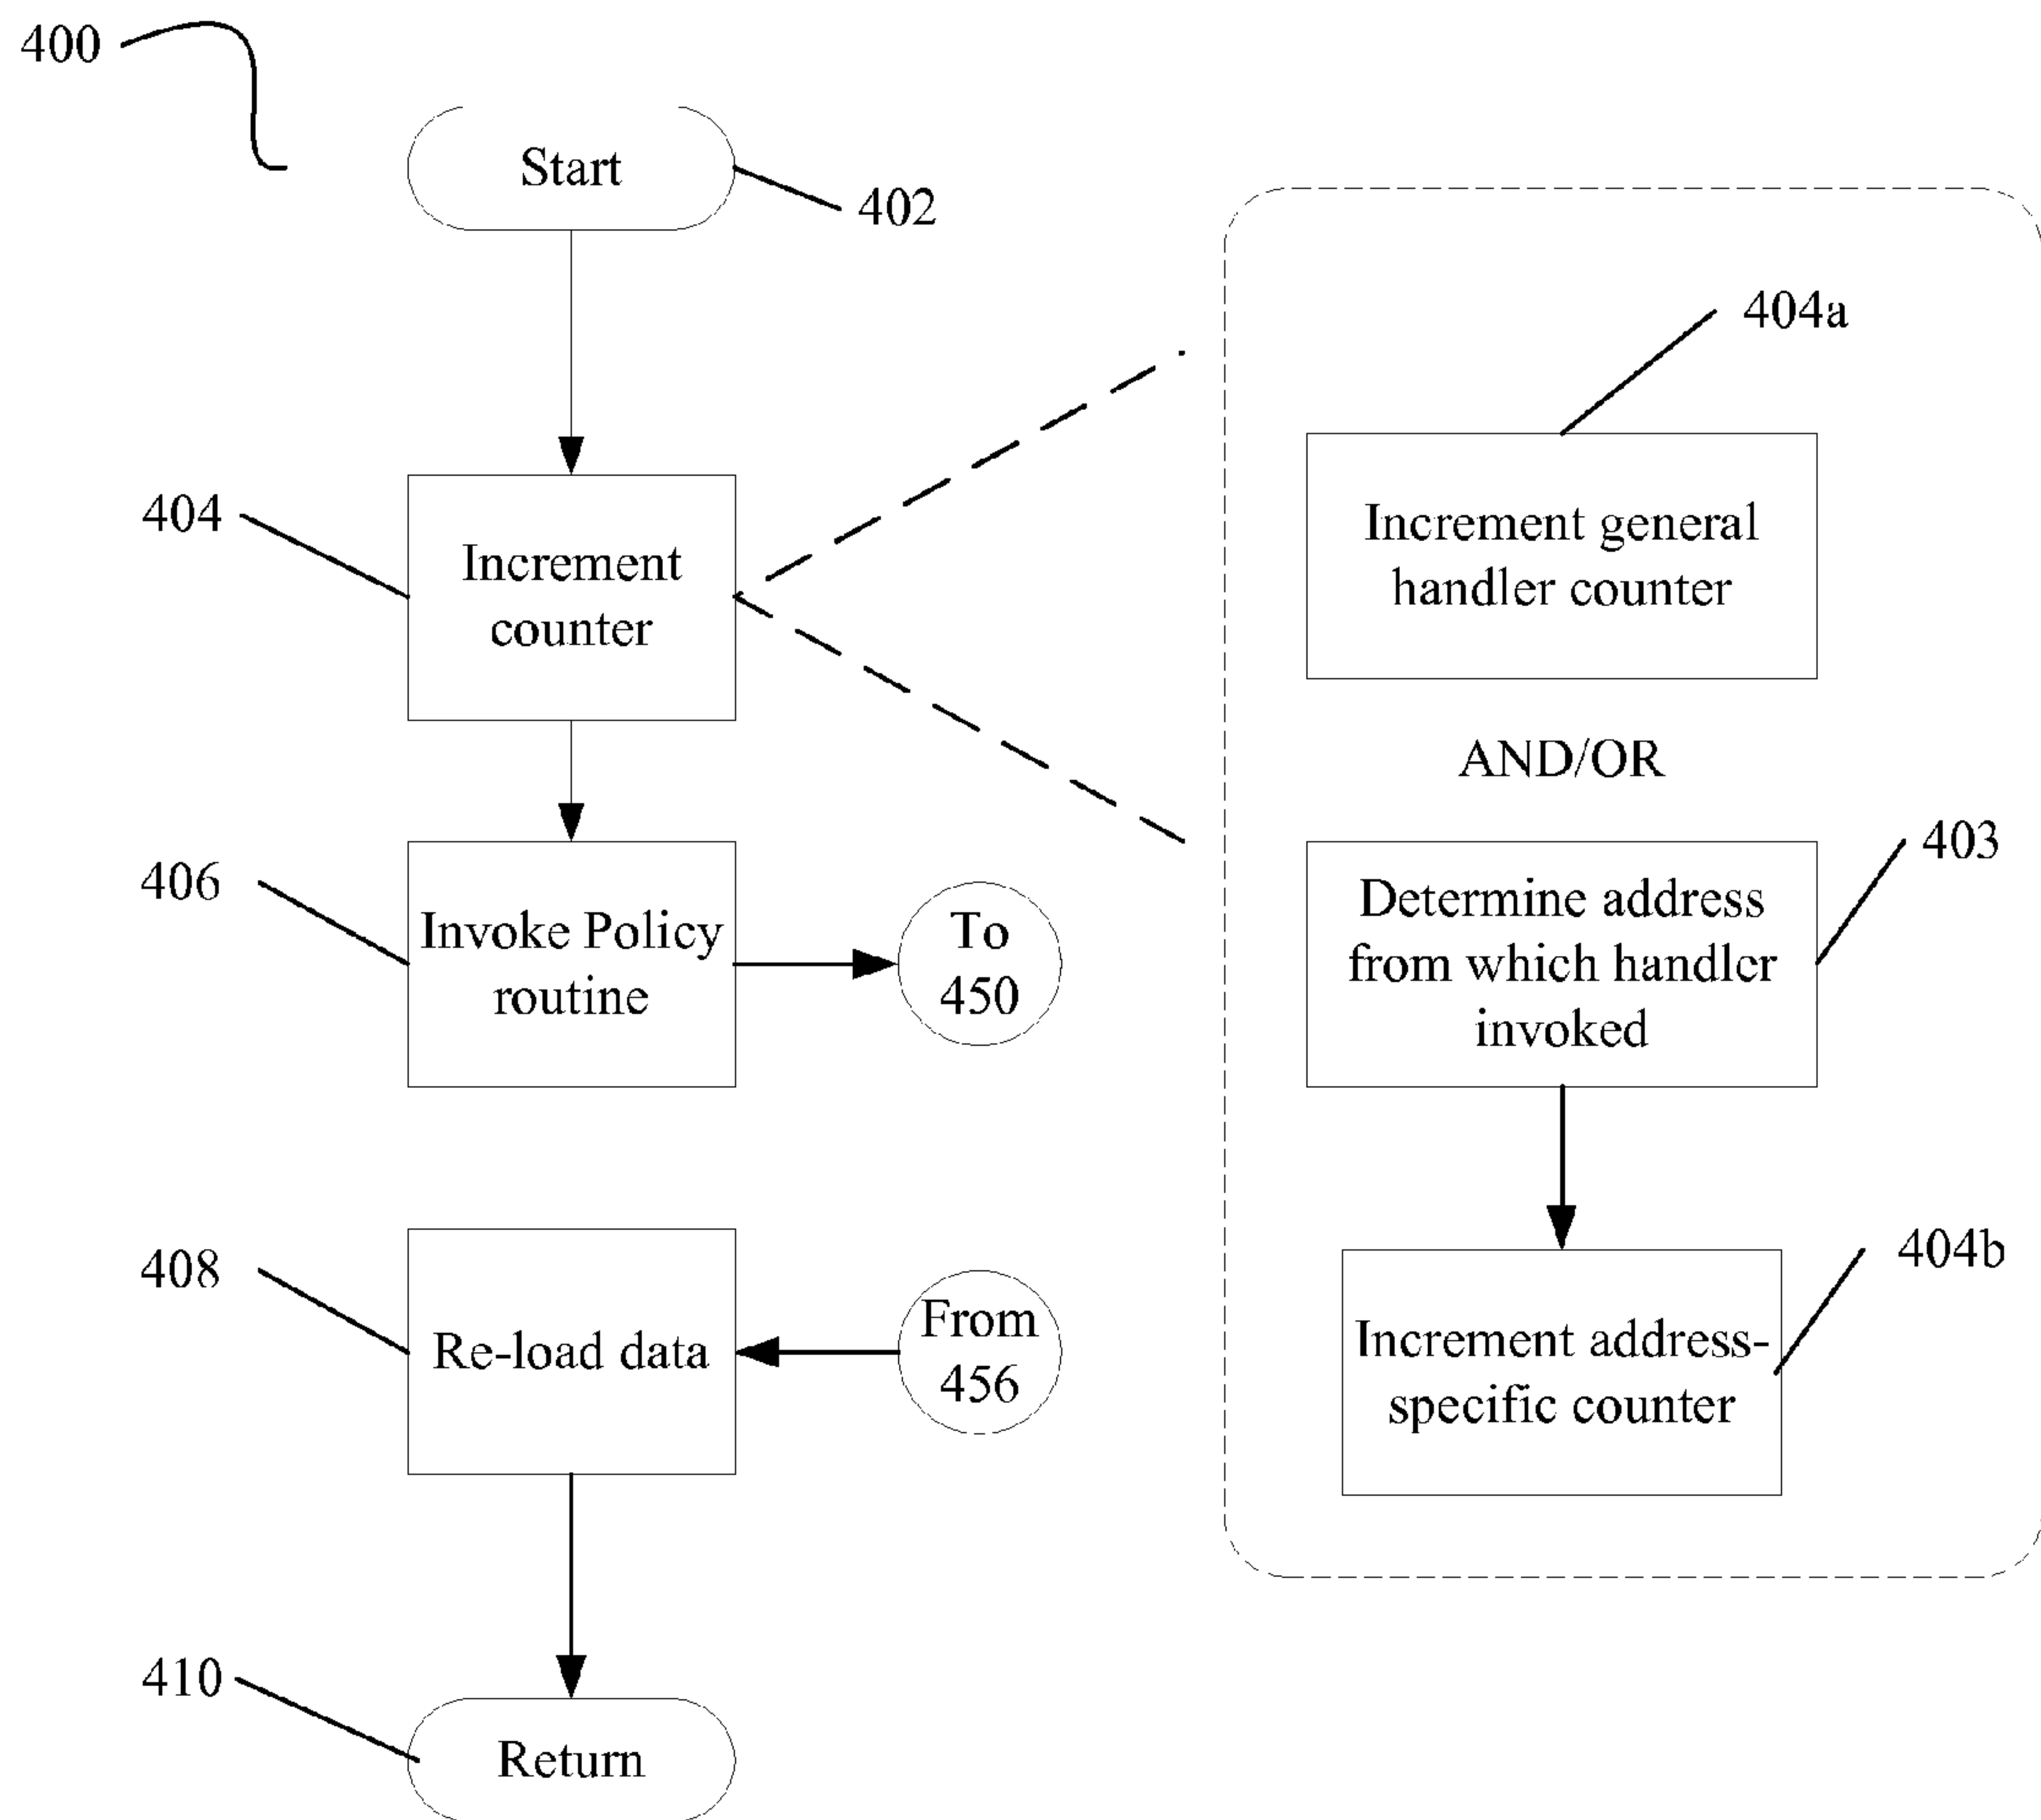 400
Start
402
404
Increment
counter
406
Invoke Policy
routine
To
450
408
Re-load data
From
456
410
Return
404a
Increment general
handler counter
AND/OR
403
Determine address
from which handler
invoked
404b
Increment address-
specific counter